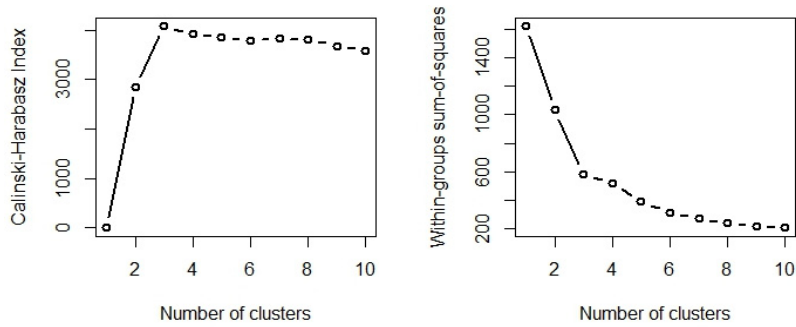 Calinski-Harabasz Index
3000
1000
0
2 4 6 8 10
Number of clusters
Within-groups sum-of-squares
1400
1000
600
200
2 4 6 8 10
Number of clusters